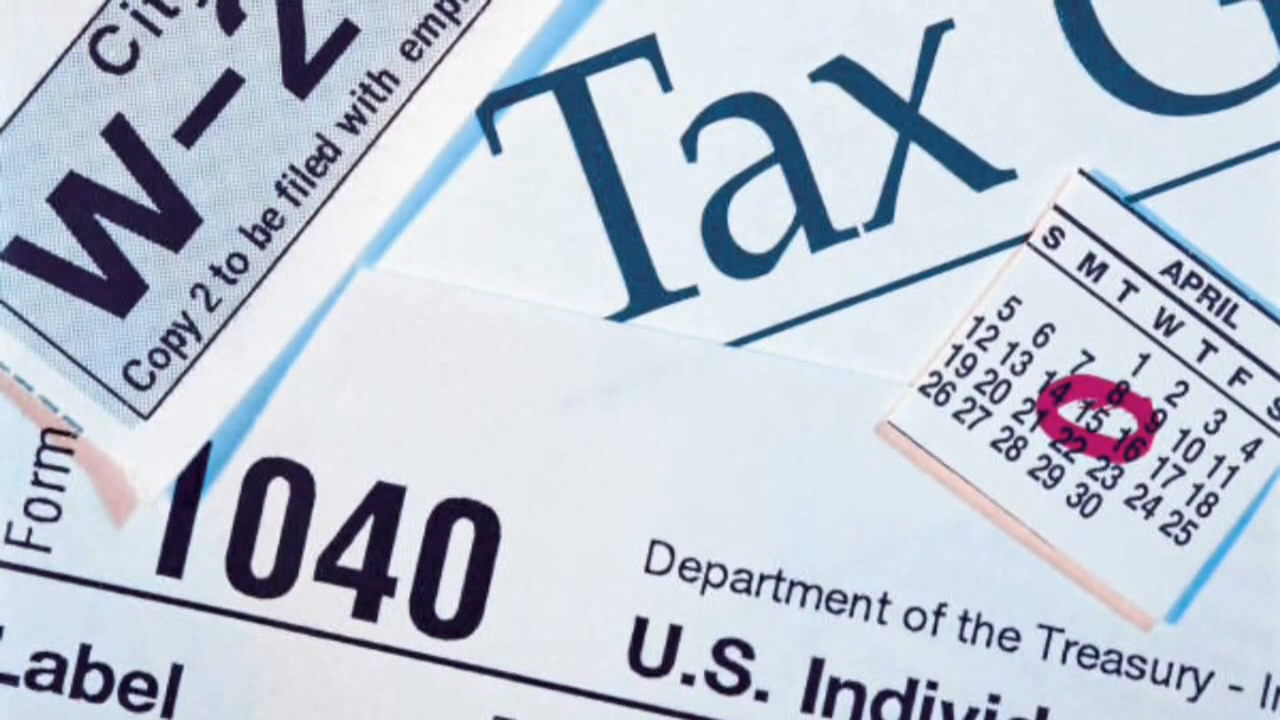 City
W-2
Copy 2 to be filed with emp
Tax G
APRIL
S M T W T F S
1 2 3 4
5 6 7 8 9 10 11
12 13 14 15 16 17 18
19 20 21 22 23 24 25
26 27 28 29 30
Form 1040
Department of the Treasury - I
U.S. Individ
Label